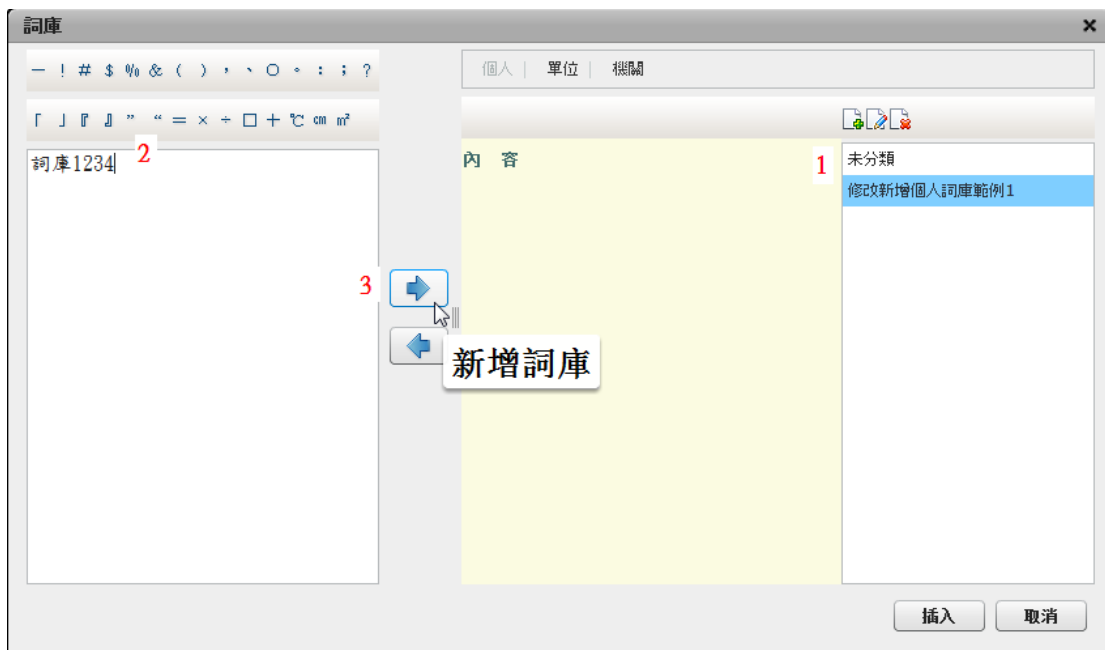 詞庫
— ! # $ % & ( ) , 、 ○ 。 : ; ?
個人 | 單位 | 機關
「 」 『 』 ” “ = × ÷ □ + ℃ ㎝ ㎡
2
詞庫1234
內 容
1
未分類
修改新增個人詞庫範例1
3
新增詞庫
插入
取消